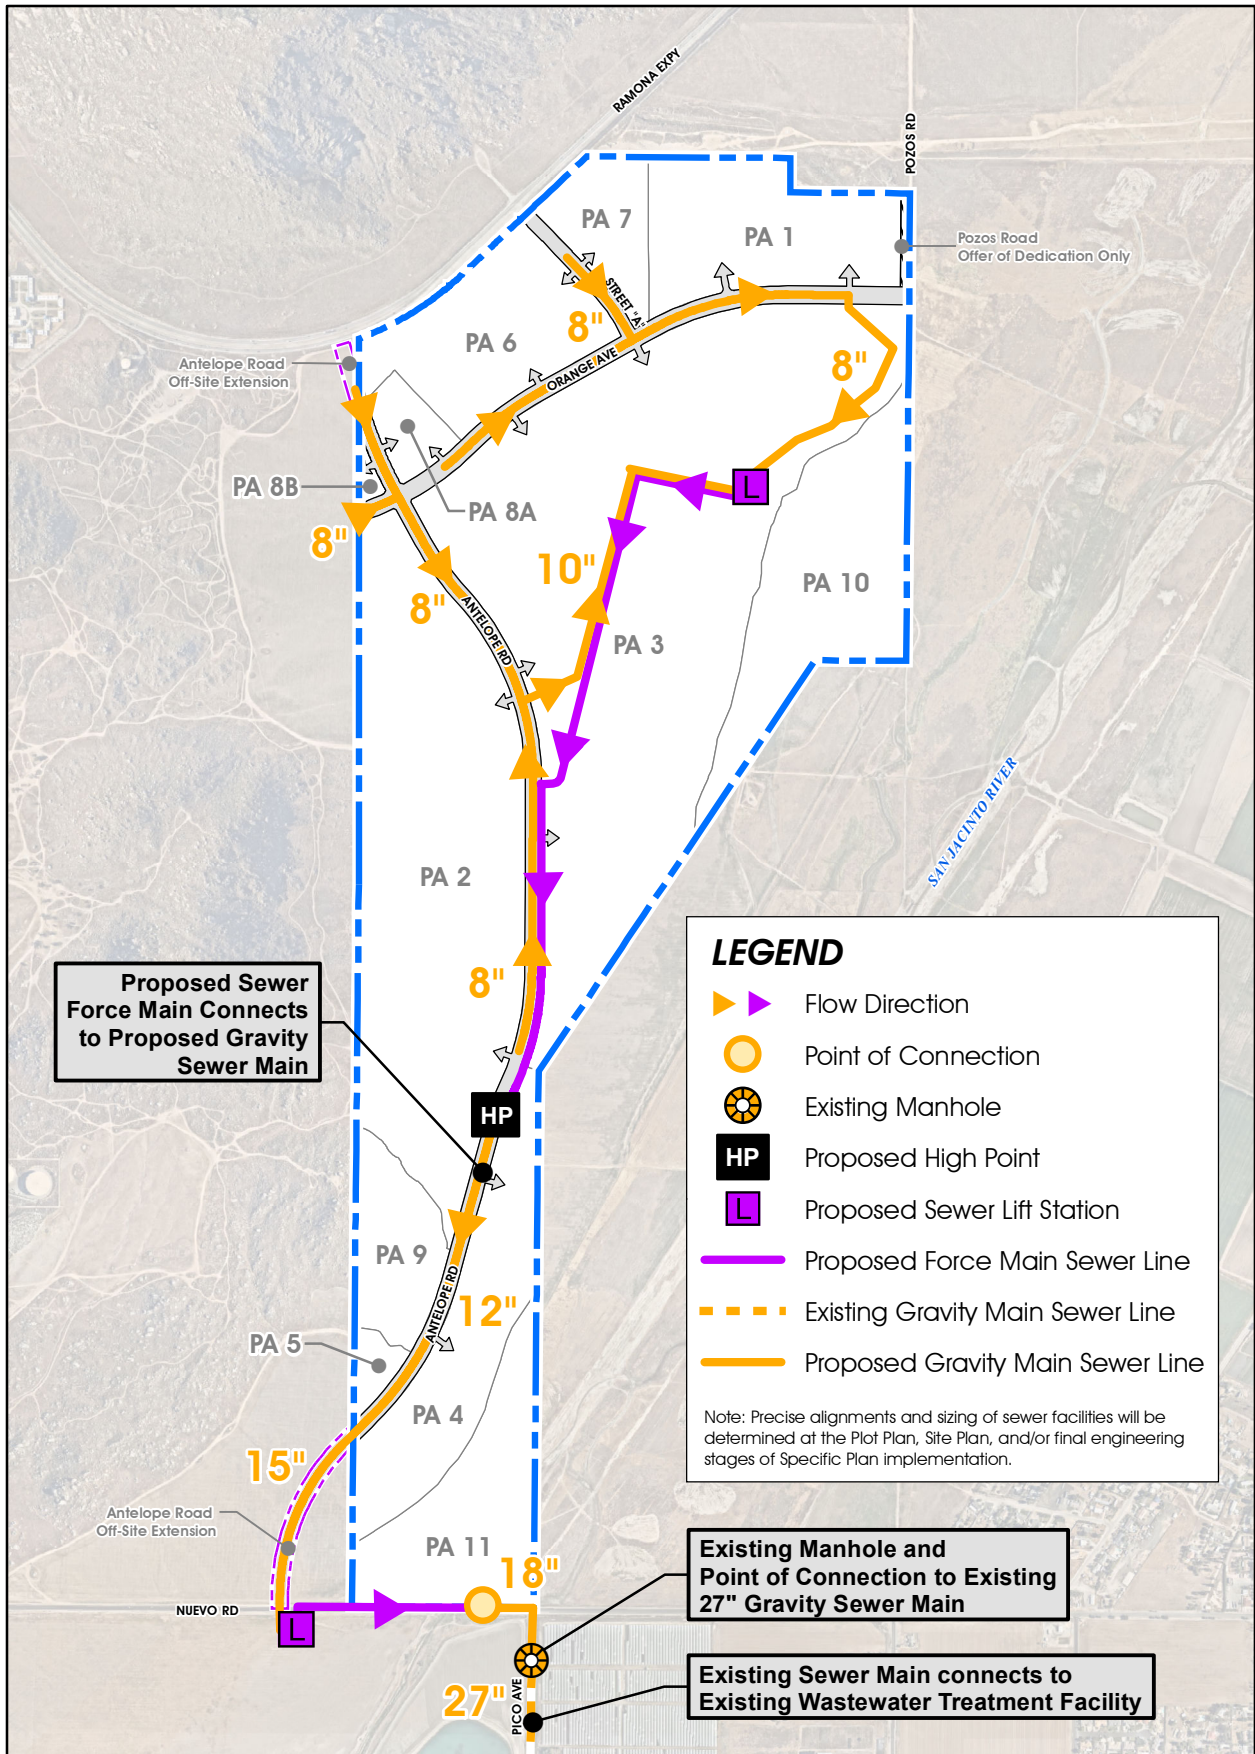 RAMONA EXPY
POZOS RD
PA 7
PA 1
Pozos Road
Offer of Dedication Only
STREET "A"
8"
PA 6
ORANGE AVE
8"
Antelope Road
Off-Site Extension
PA 8B
PA 8A
8"
10"
8"
PA 10
ANTELOPE RD
PA 3
L
SAN JACINTO RIVER
PA 2
8"
Proposed Sewer
Force Main Connects
to Proposed Gravity
Sewer Main
HP
PA 9
ANTELOPE RD
12"
PA 5
PA 4
15"
Antelope Road
Off-Site Extension
PA 11
18"
NUEVO RD
L
27"
PICO AVE
LEGEND
Flow Direction
Point of Connection
Existing Manhole
HP Proposed High Point
L Proposed Sewer Lift Station
Proposed Force Main Sewer Line
Existing Gravity Main Sewer Line
Proposed Gravity Main Sewer Line
Note: Precise alignments and sizing of sewer facilities will be
determined at the Plot Plan, Site Plan, and/or final engineering
stages of Specific Plan implementation.
Existing Manhole and
Point of Connection to Existing
27" Gravity Sewer Main
Existing Sewer Main connects to
Existing Wastewater Treatment Facility